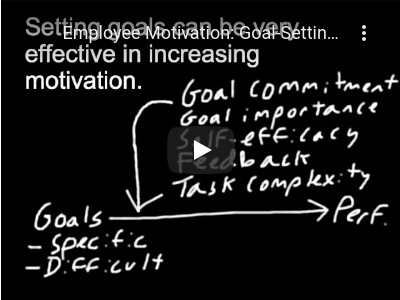 Setting goals can be very
Employee Motivation: Goal-Settin...
effective in increasing
motivation.
Goal commitment
Goal importance
Self-efficacy
Feedback
Task complexity
Goals
Perf.
- Specific
- Difficult